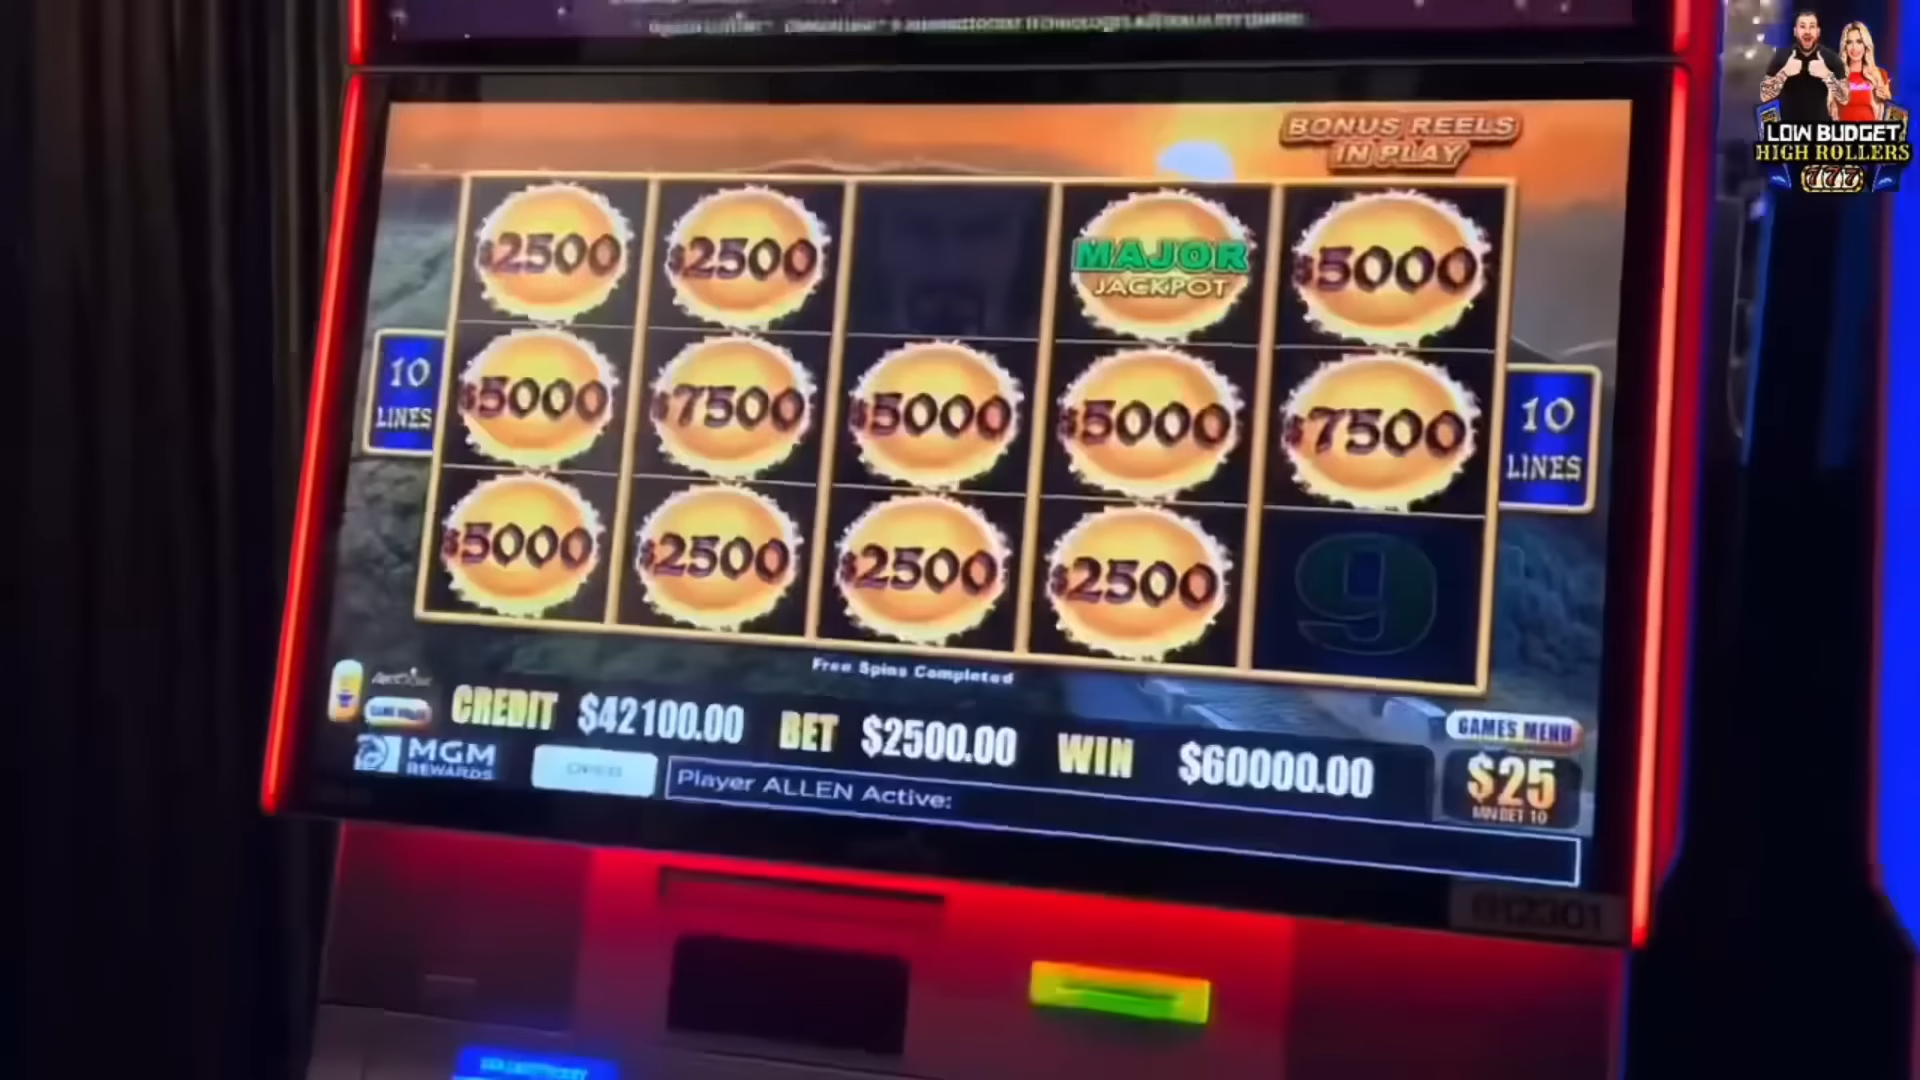 LOW BUDGET
HIGH ROLLERS
777
BONUS REELS
IN PLAY
$2500
$2500
MAJOR
JACKPOT
$5000
10
LINES
$5000
$7500
$5000
$5000
$7500
10
LINES
$5000
$2500
$2500
$2500
9
Free Spins Completed
CREDIT $42100.00 BET $2500.00 WIN $60000.00
GAMES MENU
$25
MIN BET 10
MGM
REWARDS
OPEN
Player ALLEN Active: